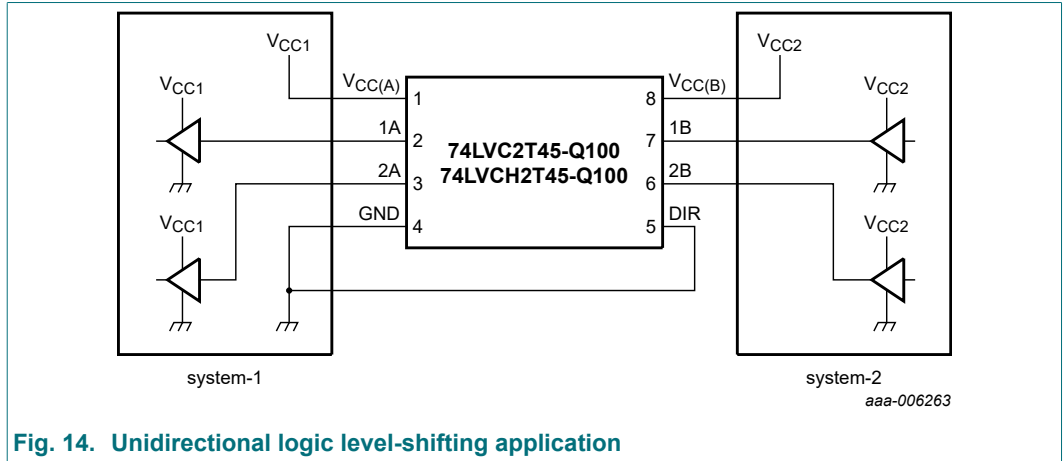 VCC1
VCC2
VCC1
VCC(A)
1
8
VCC(B)
VCC2
1A
2
7
1B
74LVC2T45-Q100
74LVCH2T45-Q100
2A
3
6
2B
GND
4
5
DIR
VCC1
VCC2
system-1
system-2
aaa-006263
Fig. 14. Unidirectional logic level-shifting application